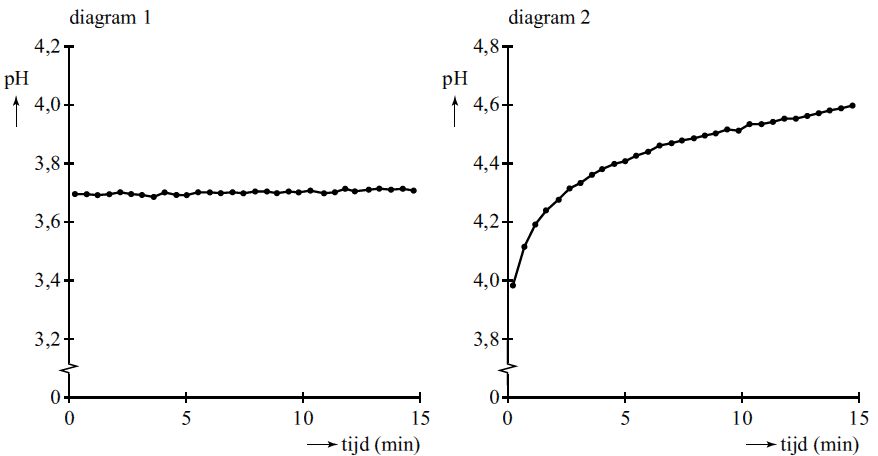 diagram 1
4,2
pH
4,0
3,8
3,6
3,4
3,2
0
0 5 10 15
tijd (min)
diagram 2
4,8
pH
4,6
4,4
4,2
4,0
3,8
0
0 5 10 15
tijd (min)